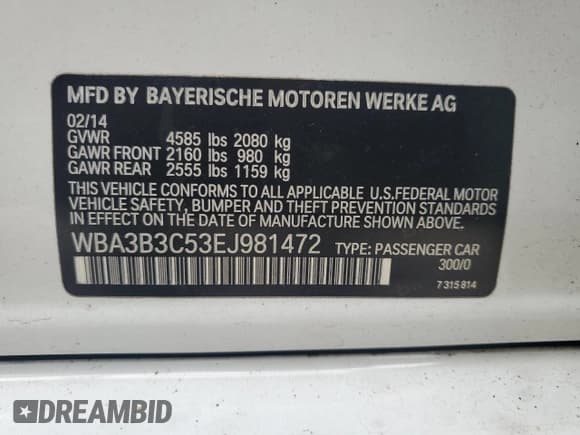 MFD BY BAYERISCHE MOTOREN WERKE AG
02/14
GVWR 4585 lbs 2080 kg
GAWR FRONT 2160 lbs 980 kg
GAWR REAR 2555 lbs 1159 kg
THIS VEHICLE CONFORMS TO ALL APPLICABLE U.S.FEDERAL MOTOR
VEHICLE SAFETY, BUMPER AND THEFT PREVENTION STANDARDS
IN EFFECT ON THE DATE OF MANUFACTURE SHOWN ABOVE.
WBA3B3C53EJ981472 TYPE: PASSENGER CAR
300/0
7 315 814
DREAMBID